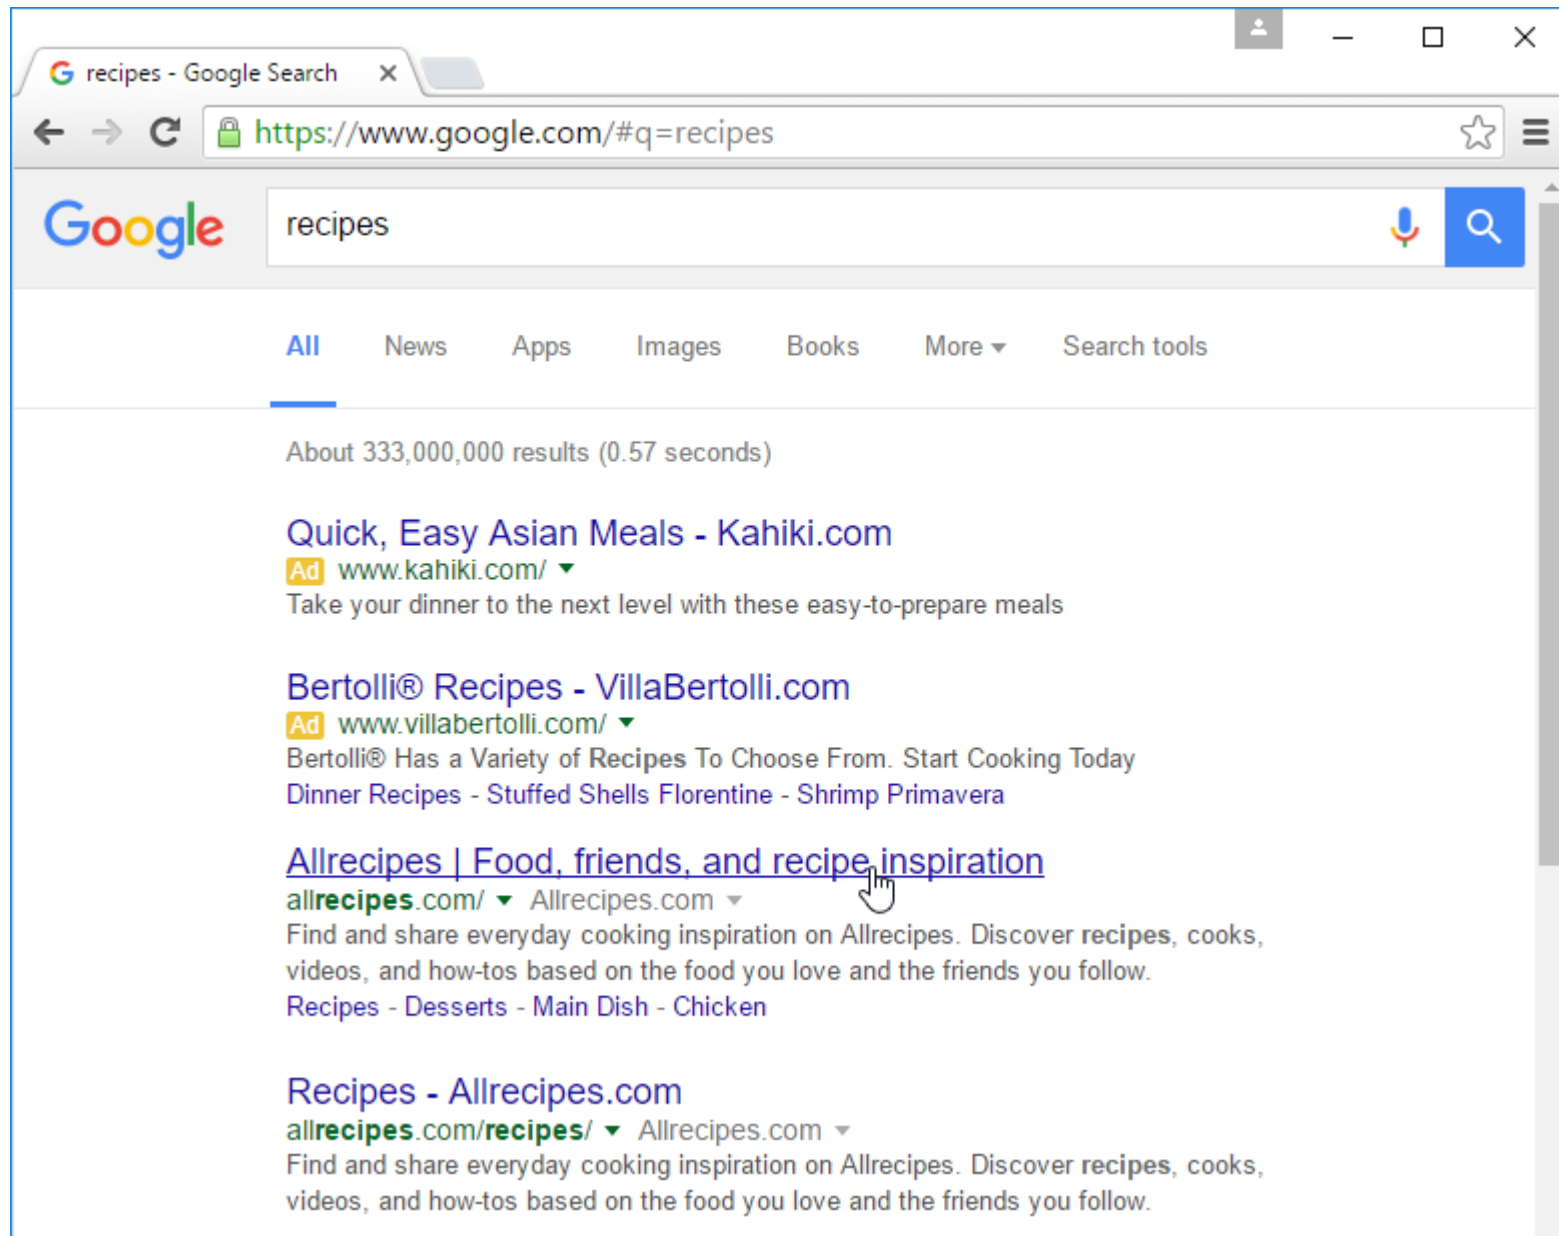 recipes - Google Search
https://www.google.com/#q=recipes
Google
recipes
All News Apps Images Books More Search tools
About 333,000,000 results (0.57 seconds)
Quick, Easy Asian Meals - Kahiki.com
Ad www.kahiki.com/
Take your dinner to the next level with these easy-to-prepare meals
Bertolli® Recipes - VillaBertolli.com
Ad www.villabertolli.com/
Bertolli® Has a Variety of Recipes To Choose From. Start Cooking Today
Dinner Recipes - Stuffed Shells Florentine - Shrimp Primavera
Allrecipes | Food, friends, and recipe inspiration
allrecipes.com/ Allrecipes.com
Find and share everyday cooking inspiration on Allrecipes. Discover recipes, cooks,
videos, and how-tos based on the food you love and the friends you follow.
Recipes - Desserts - Main Dish - Chicken
Recipes - Allrecipes.com
allrecipes.com/recipes/ Allrecipes.com
Find and share everyday cooking inspiration on Allrecipes. Discover recipes, cooks,
videos, and how-tos based on the food you love and the friends you follow.